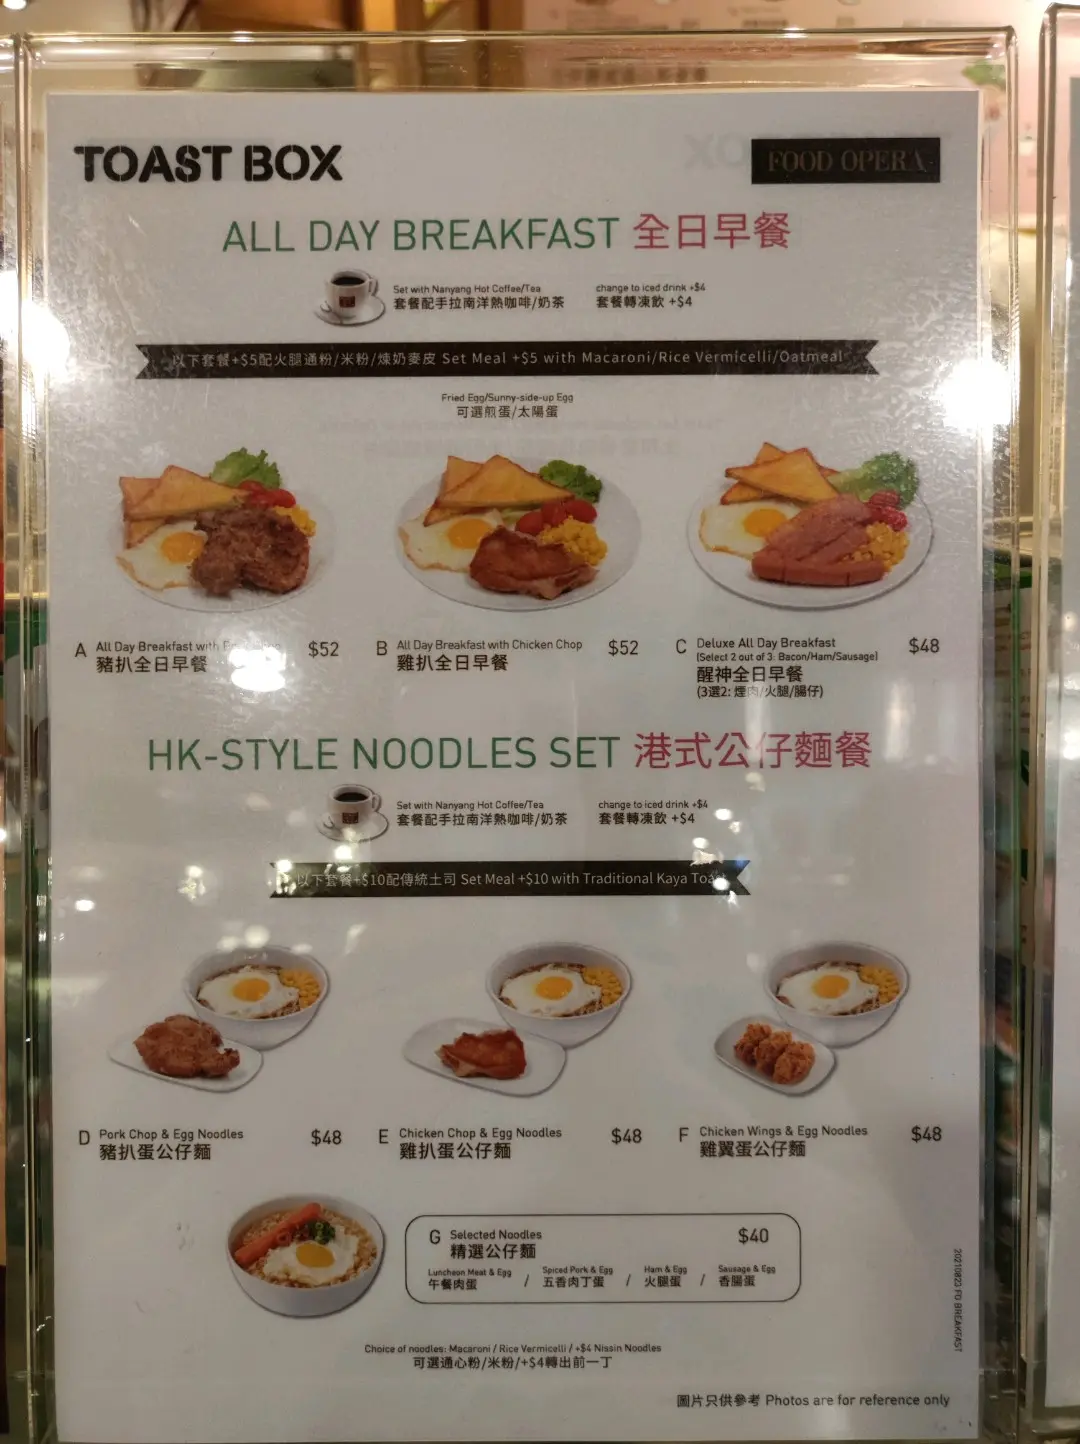 TOAST BOX
FOOD OPERA
ALL DAY BREAKFAST 全日早餐
Set with Nanyang Hot Coffee/Tea
套餐配手拉南洋熱咖啡/奶茶
change to iced drink +$4
套餐轉凍飲 +$4
以下套餐+$5配火腿通粉/米粉/煉奶麥皮 Set Meal +$5 with Macaroni/Rice Vermicelli/Oatmeal
Fried Egg/Sunny-side-up Egg
可選煎蛋/太陽蛋
A All Day Breakfast with $52
豬扒全日早餐
B All Day Breakfast with Chicken Chop $52
雞扒全日早餐
C Deluxe All Day Breakfast $48
(Select 2 out of 3: Bacon/Ham/Sausage)
醒神全日早餐
(3選2: 煙肉/火腿/腸仔)
HK-STYLE NOODLES SET 港式公仔麵餐
Set with Nanyang Hot Coffee/Tea
套餐配手拉南洋熱咖啡/奶茶
change to iced drink +$4
套餐轉凍飲 +$4
以下套餐+$10配傳統土司 Set Meal +$10 with Traditional Kaya Toast
D Pork Chop & Egg Noodles $48
豬扒蛋公仔麵
E Chicken Chop & Egg Noodles $48
雞扒蛋公仔麵
F Chicken Wings & Egg Noodles $48
雞翼蛋公仔麵
G Selected Noodles $40
精選公仔麵
Luncheon Meat & Egg / Spiced Pork & Egg / Ham & Egg / Sausage & Egg
午餐肉蛋 / 五香肉丁蛋 / 火腿蛋 / 香腸蛋
Choice of noodles: Macaroni / Rice Vermicelli / +$4 Nissin Noodles
可選通心粉/米粉/+$4轉出前一丁
20210823 FO BREAKFAST
圖片只供參考 Photos are for reference only